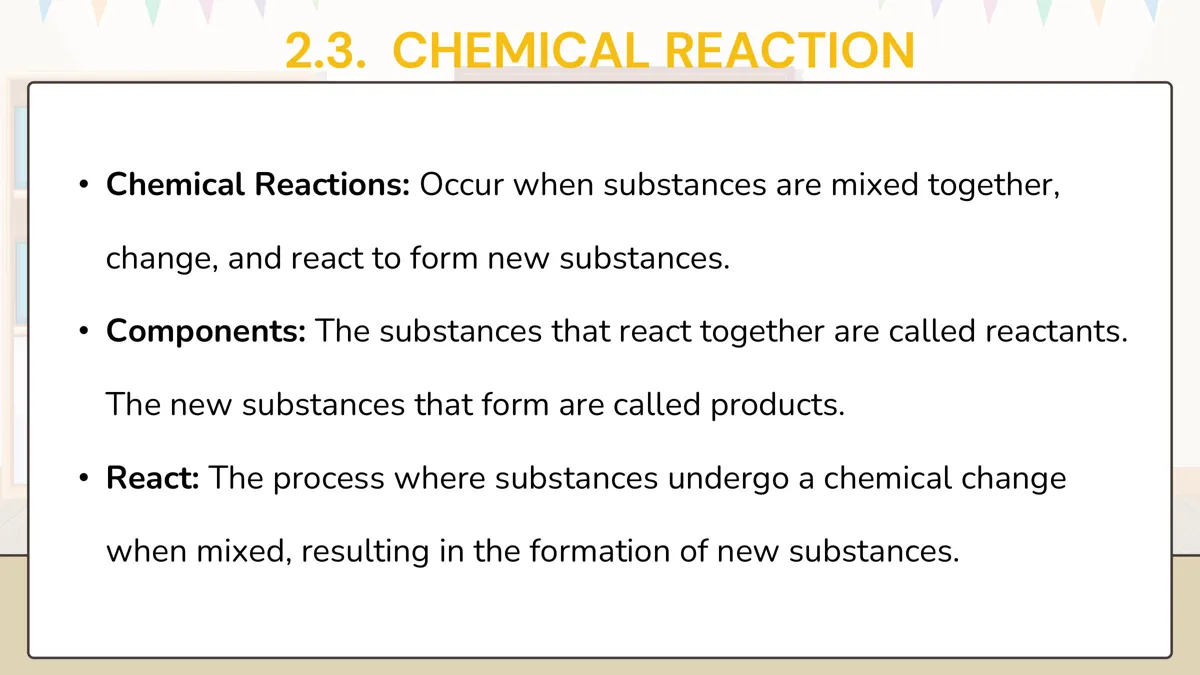 2.3. CHEMICAL REACTION
• Chemical Reactions: Occur when substances are mixed together,
change, and react to form new substances.
• Components: The substances that react together are called reactants.
The new substances that form are called products.
• React: The process where substances undergo a chemical change
when mixed, resulting in the formation of new substances.